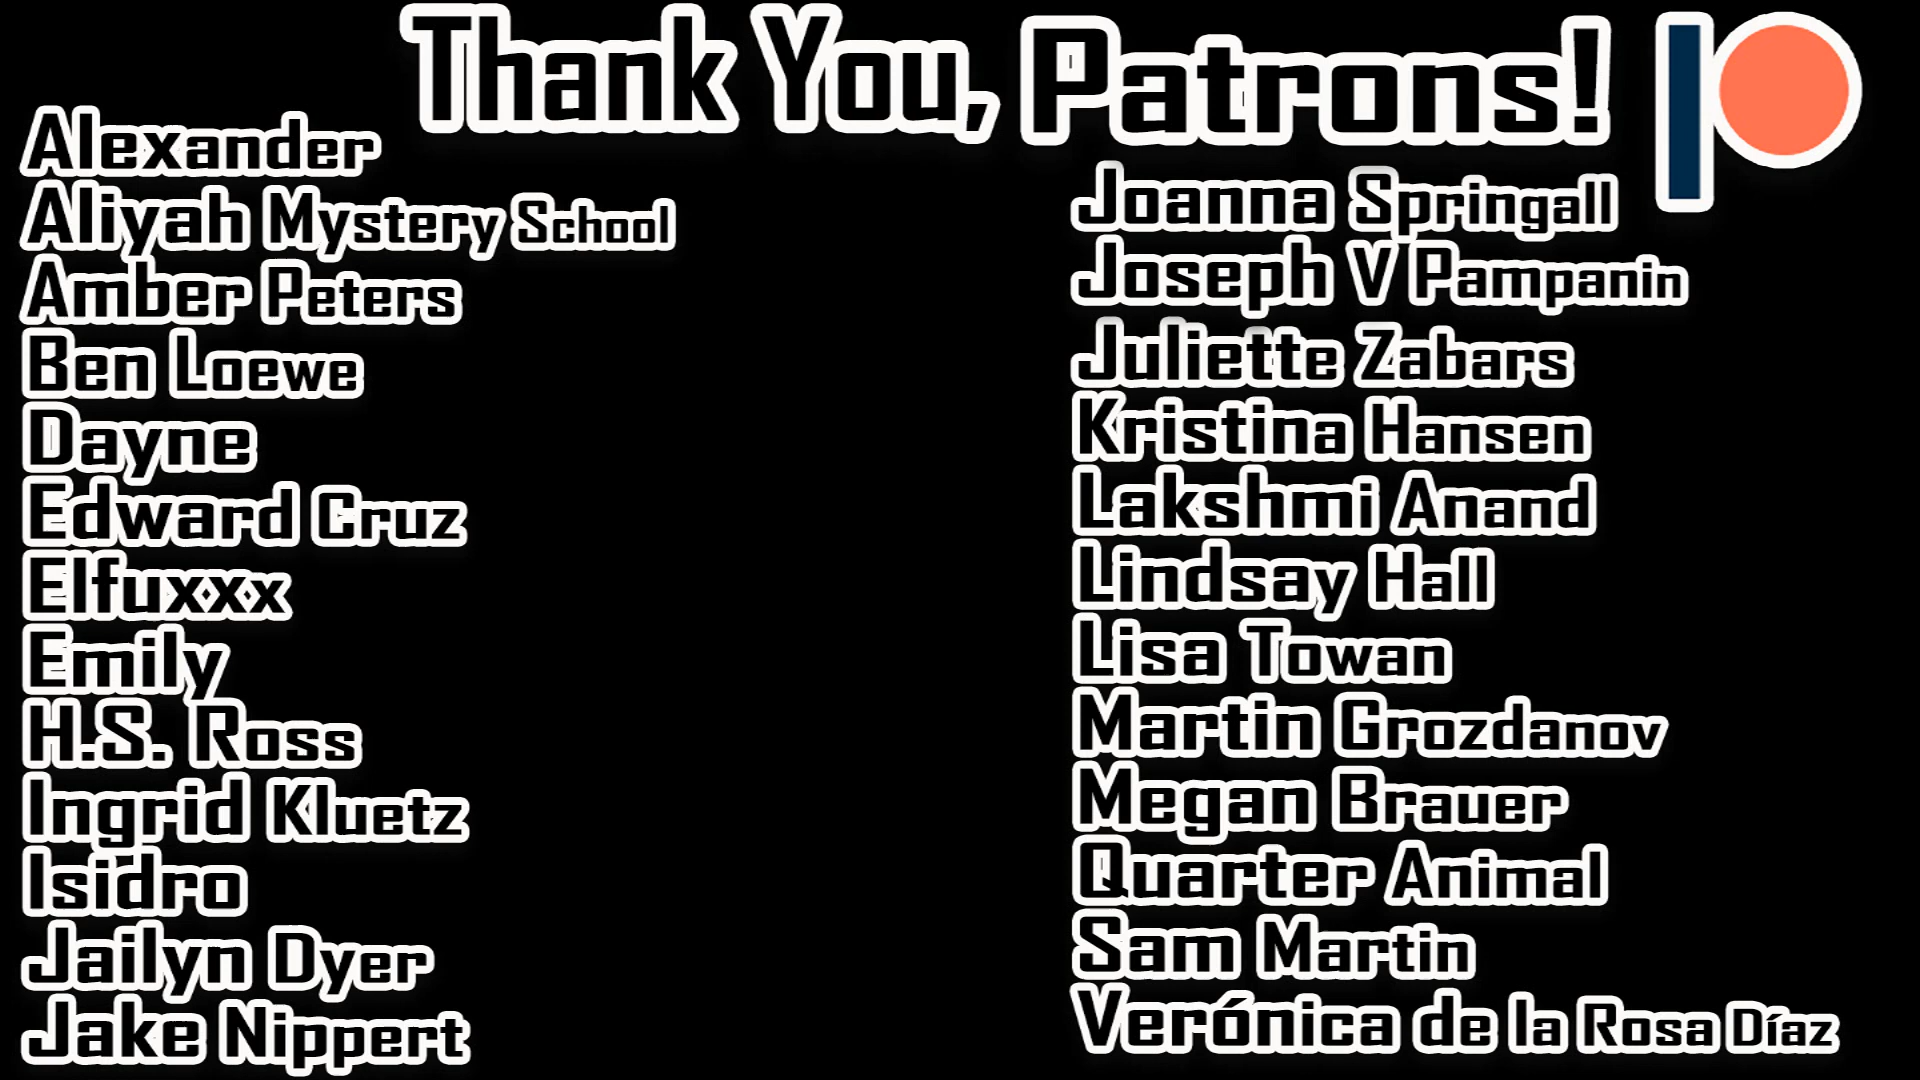 Thank You, Patrons!
Alexander
Aliyah Mystery School
Amber Peters
Ben Loewe
Dayne
Edward Cruz
Elfuxxx
Emily
H.S. Ross
Ingrid Kluetz
Isidro
Jailyn Dyer
Jake Nippert
Joanna Springall
Joseph V Pampanin
Juliette Zabars
Kristina Hansen
Lakshmi Anand
Lindsay Hall
Lisa Towan
Martin Grozdanov
Megan Brauer
Quarter Animal
Sam Martin
Verónica de la Rosa Díaz